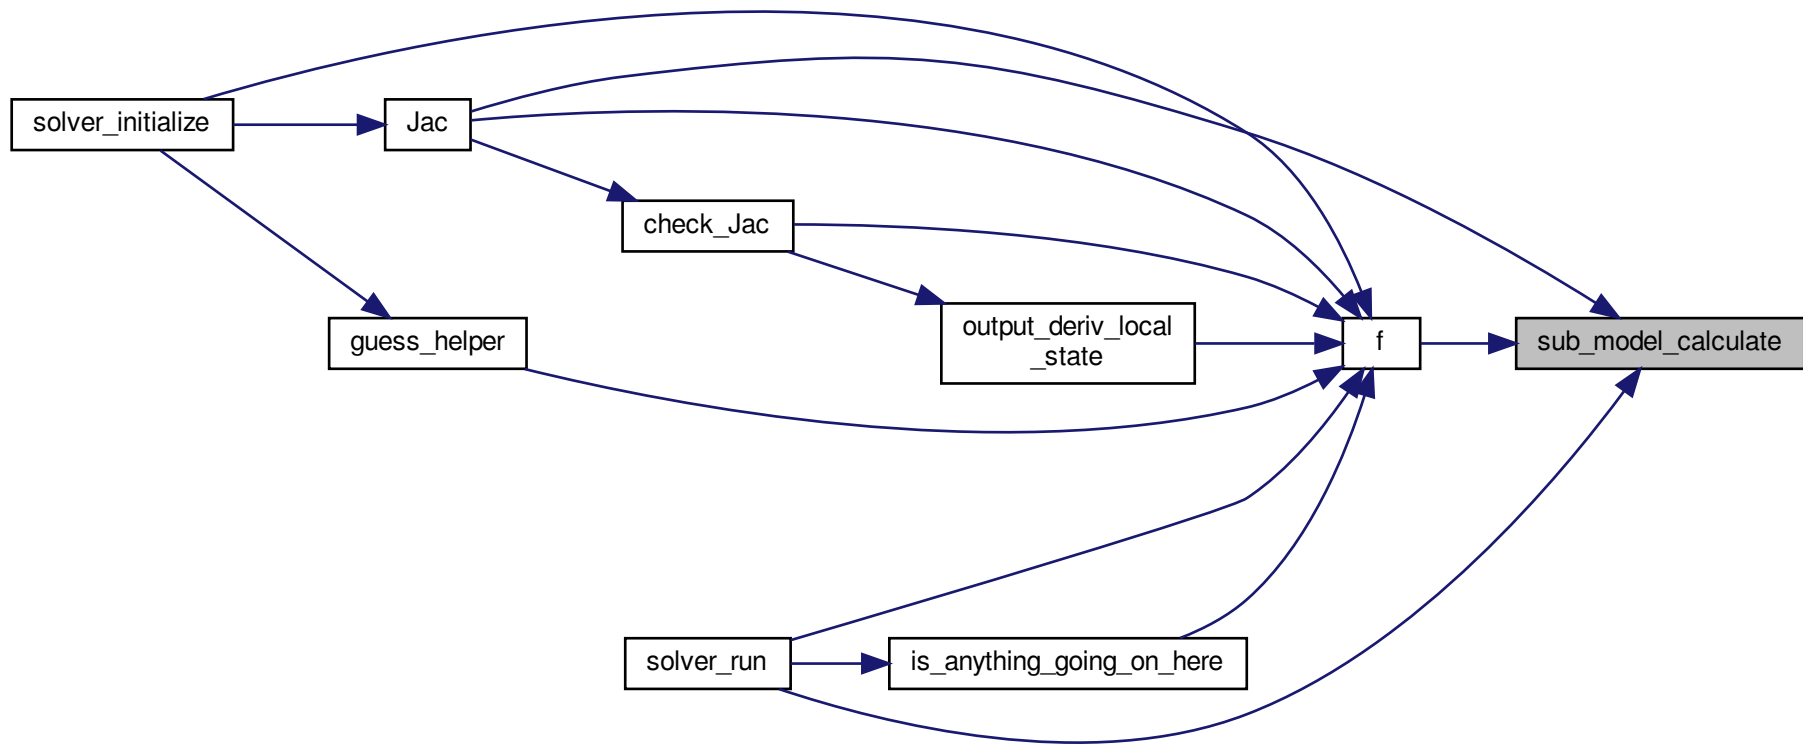 solver_initialize
Jac
check_Jac
guess_helper
output_deriv_local
_state
f
sub_model_calculate
solver_run
is_anything_going_on_here